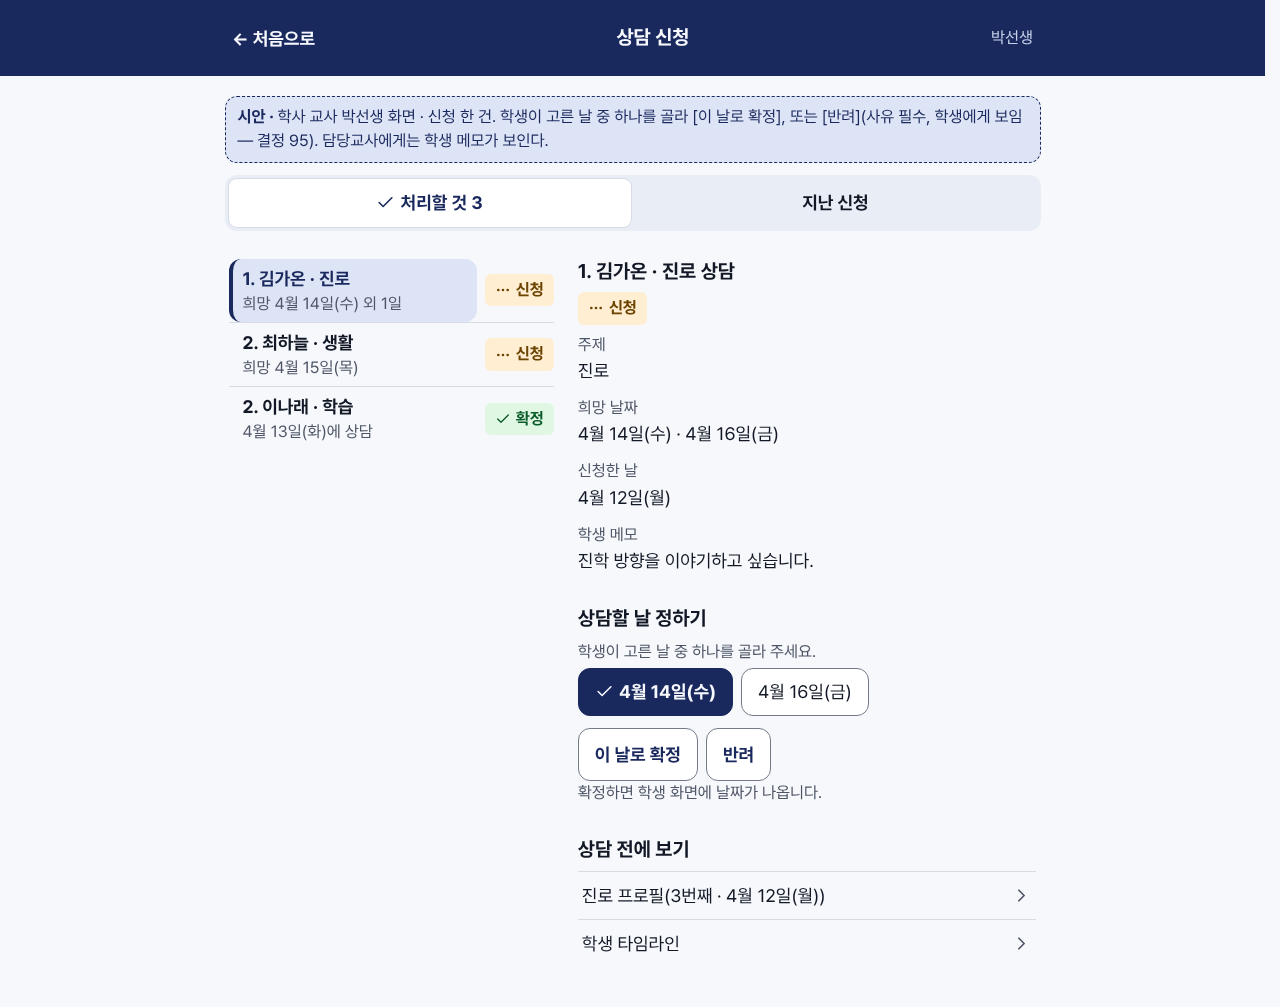 ← 처음으로
상담 신청
박선생
시안 · 학사 교사 박선생 화면 · 신청 한 건. 학생이 고른 날 중 하나를 골라 [이 날로 확정], 또는 [반려](사유 필수, 학생에게 보임
— 결정 95). 담당교사에게는 학생 메모가 보인다.
✓ 처리할 것 3
지난 신청
1. 김가온 · 진로
희망 4월 14일(수) 외 1일
··· 신청
2. 최하늘 · 생활
희망 4월 15일(목)
··· 신청
2. 이나래 · 학습
4월 13일(화)에 상담
✓ 확정
1. 김가온 · 진로 상담
··· 신청
주제
진로
희망 날짜
4월 14일(수) · 4월 16일(금)
신청한 날
4월 12일(월)
학생 메모
진학 방향을 이야기하고 싶습니다.
상담할 날 정하기
학생이 고른 날 중 하나를 골라 주세요.
✓ 4월 14일(수)
4월 16일(금)
이 날로 확정
반려
확정하면 학생 화면에 날짜가 나옵니다.
상담 전에 보기
진로 프로필(3번째 · 4월 12일(월))
학생 타임라인